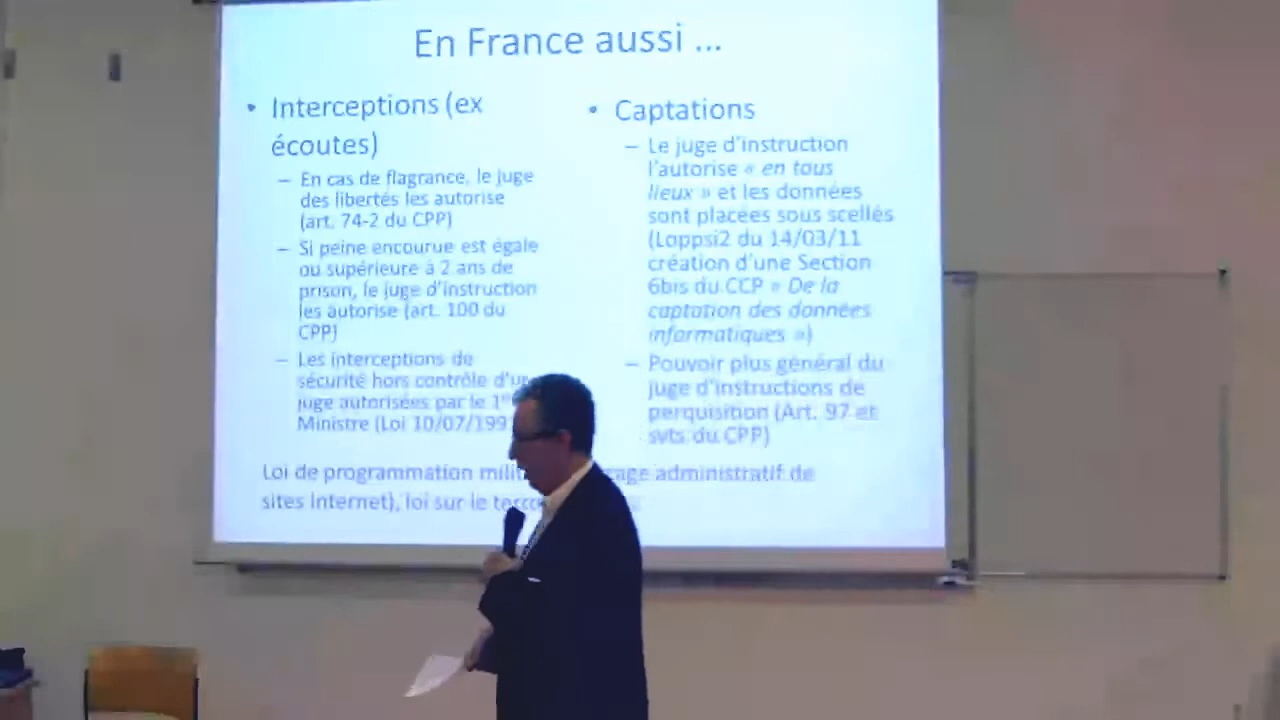 En France aussi ...
• Interceptions (ex
écoutes)
– En cas de flagrance, le juge
des libertés les autorise
(art. 74-2 du CPP)
– Si peine encourue est égale
ou supérieure à 2 ans de
prison, le juge d'instruction
les autorise (art. 100 du
CPP)
– Les interceptions de
sécurité hors contrôle d'un
juge autorisées par le 1er
Ministre (Loi 10/07/199
• Captations
– Le juge d'instruction
l'autorise « en tous
lieux » et les données
sont placées sous scellés
(Loppsi2 du 14/03/11
création d'une Section
6bis du CCP « De la
captation des données
informatiques »)
– Pouvoir plus général du
juge d'instructions de
perquisition (Art. 97 et
svts du CPP)
Loi de programmation administratif de
sites Internet), loi sur le